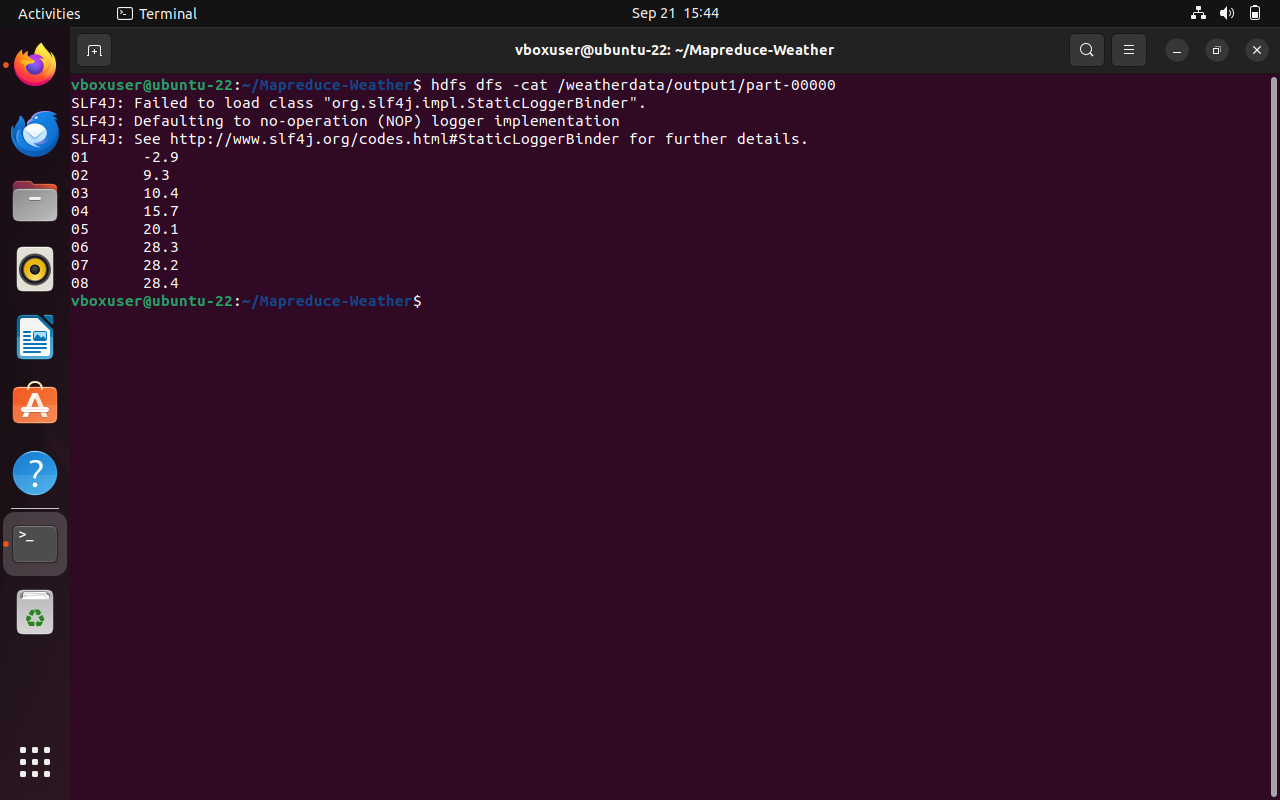 Activities
Terminal
Sep 21 15:44
vboxuser@ubuntu-22: ~/Mapreduce-Weather
vboxuser@ubuntu-22:~/Mapreduce-Weather$ hdfs dfs -cat /weatherdata/output1/part-00000
SLF4J: Failed to load class "org.slf4j.impl.StaticLoggerBinder".
SLF4J: Defaulting to no-operation (NOP) logger implementation
SLF4J: See http://www.slf4j.org/codes.html#StaticLoggerBinder for further details.
01 -2.9
02 9.3
03 10.4
04 15.7
05 20.1
06 28.3
07 28.2
08 28.4
vboxuser@ubuntu-22:~/Mapreduce-Weather$